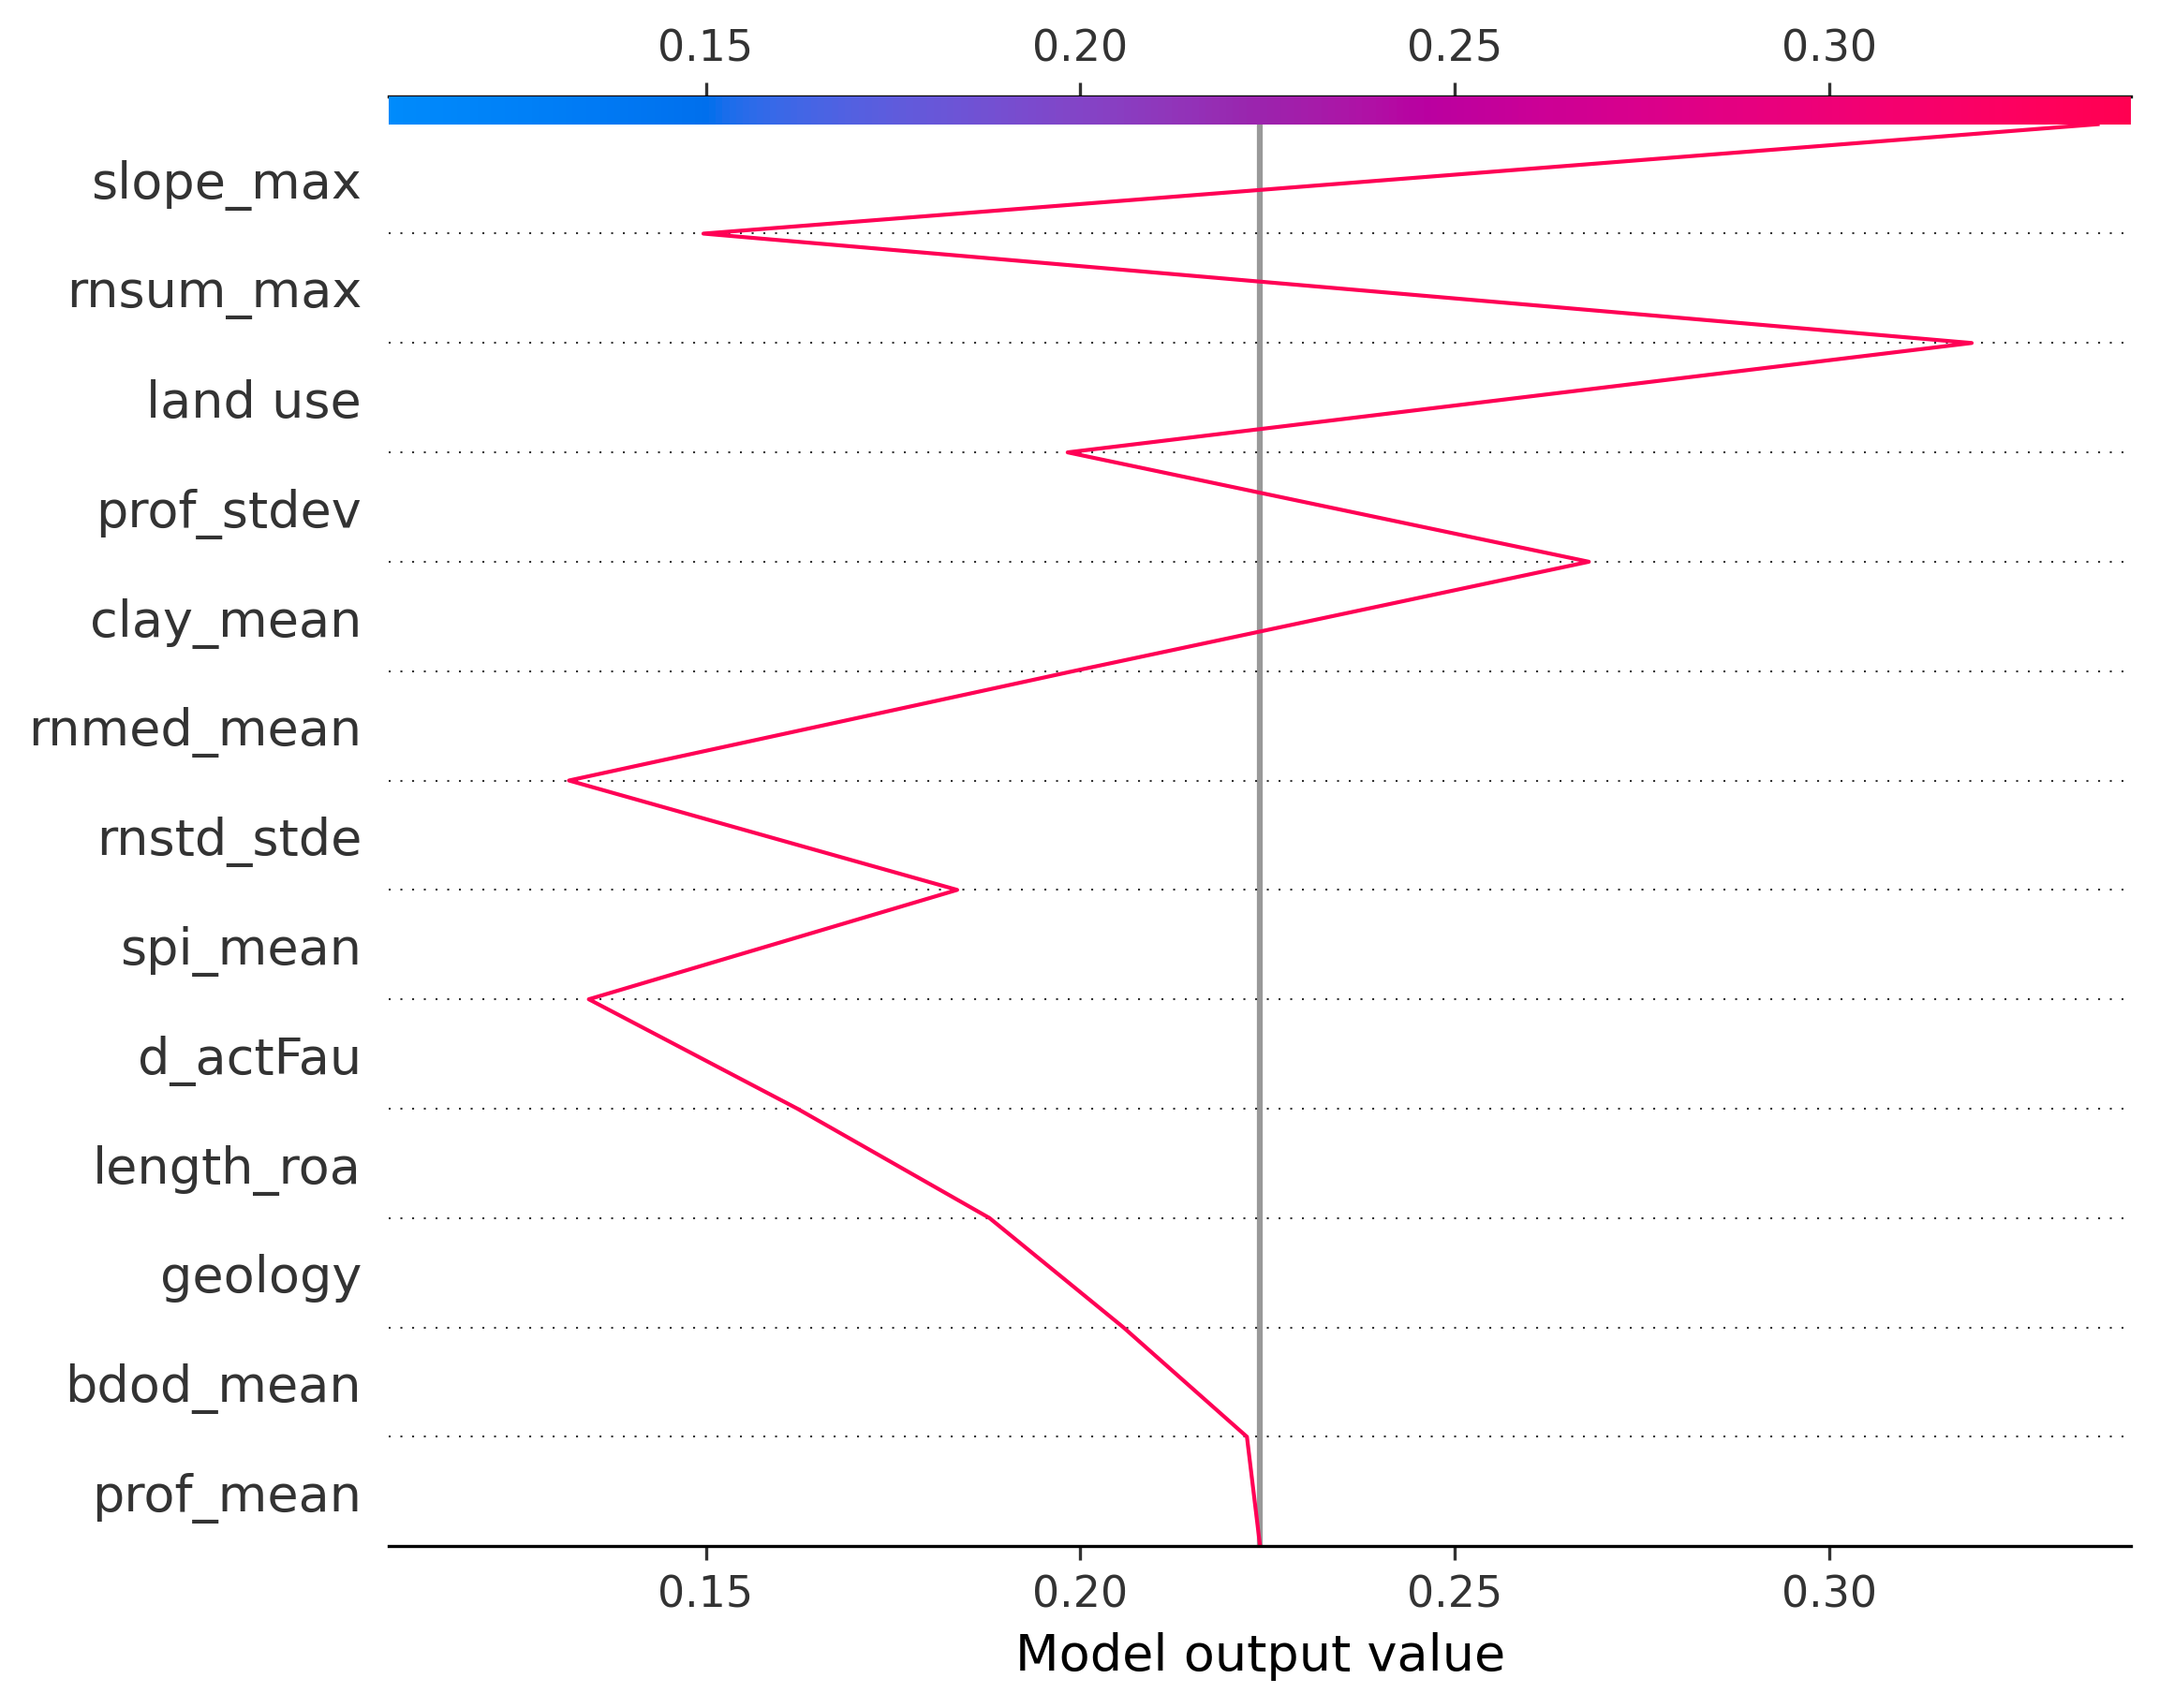 0.15 0.20 0.25 0.30
slope_max
rnsum_max
land use
prof_stdev
clay_mean
rnmed_mean
rnstd_stde
spi_mean
d_actFau
length_roa
geology
bdod_mean
prof_mean
0.15 0.20 0.25 0.30
Model output value